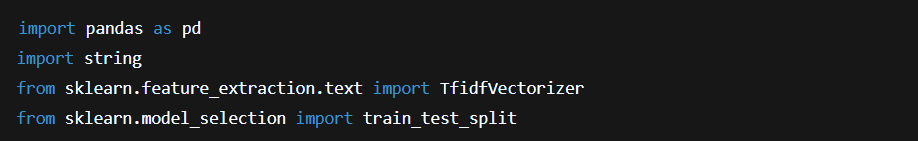 import pandas as pd
import string
from sklearn.feature_extraction.text import TfidfVectorizer
from sklearn.model_selection import train_test_split